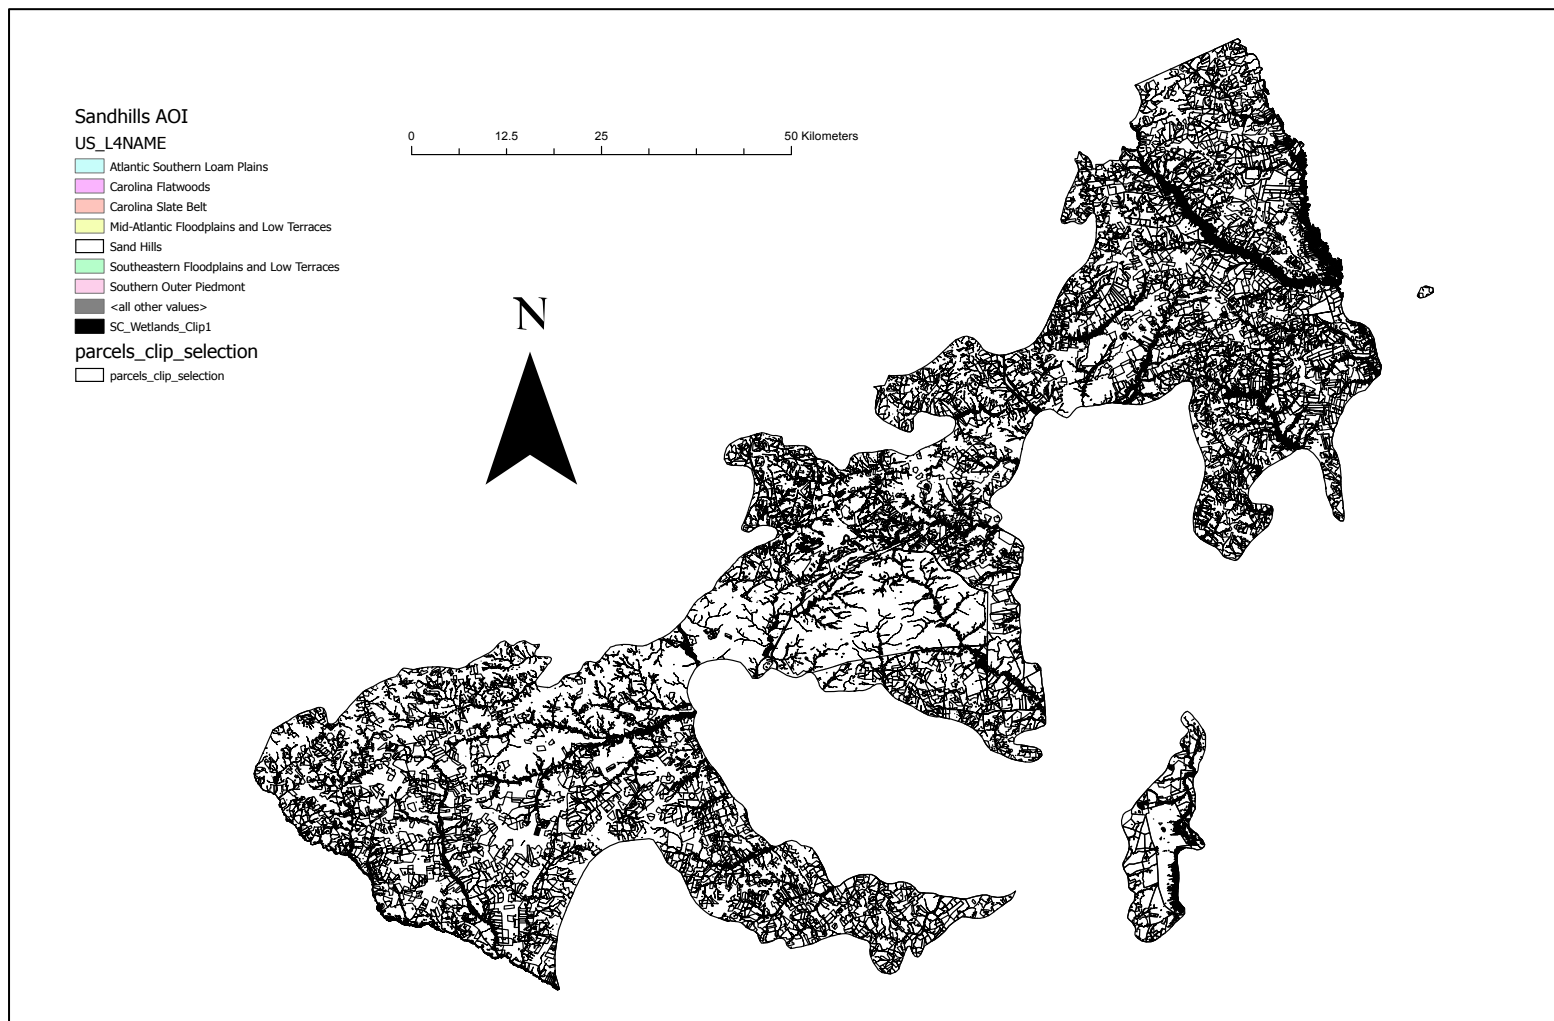 Sandhills AOI
US_L4NAME
Atlantic Southern Loam Plains
Carolina Flatwoods
Carolina Slate Belt
Mid-Atlantic Floodplains and Low Terraces
Sand Hills
Southeastern Floodplains and Low Terraces
Southern Outer Piedmont
<all other values>
SC_Wetlands_Clip1
parcels_clip_selection
parcels_clip_selection
0 12.5 25 50 Kilometers
N